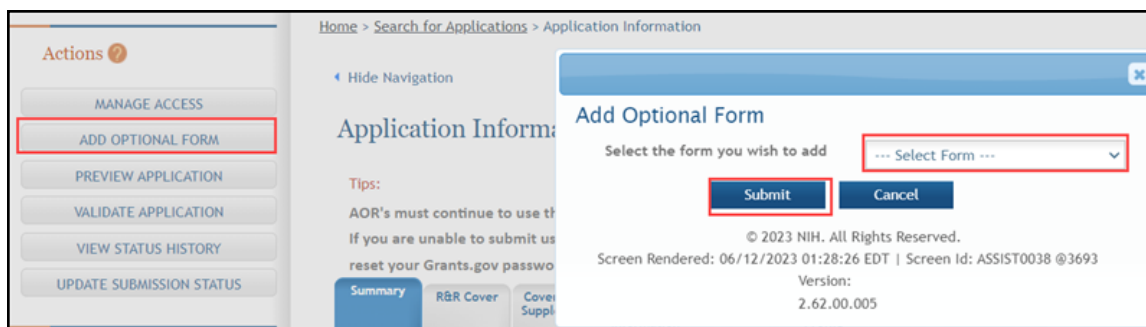 Home > Search for Applications > Application Information
Actions ?
Hide Navigation
MANAGE ACCESS
ADD OPTIONAL FORM
PREVIEW APPLICATION
VALIDATE APPLICATION
VIEW STATUS HISTORY
UPDATE SUBMISSION STATUS
Application Informa
Tips:
AOR's must continue to use th
If you are unable to submit us
reset your Grants.gov passwo
Summary
R&R Cover
Cover
Suppl
Add Optional Form
Select the form you wish to add
--- Select Form ---
Submit
Cancel
© 2023 NIH. All Rights Reserved.
Screen Rendered: 06/12/2023 01:28:26 EDT | Screen Id: ASSIST0038 @3693
Version:
2.62.00.005